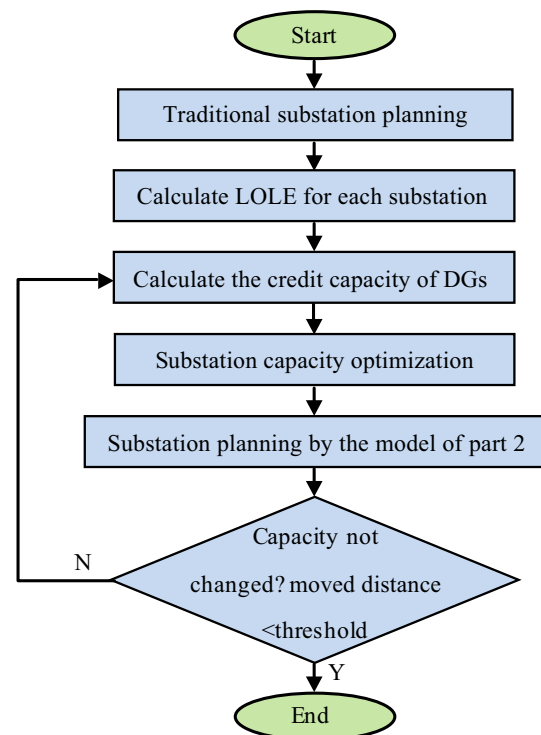 Start
Traditional substation planning
Calculate LOLE for each substation
Calculate the credit capacity of DGs
Substation capacity optimization
Substation planning by the model of part 2
Capacity not
changed? moved distance
<threshold
N
Y
End